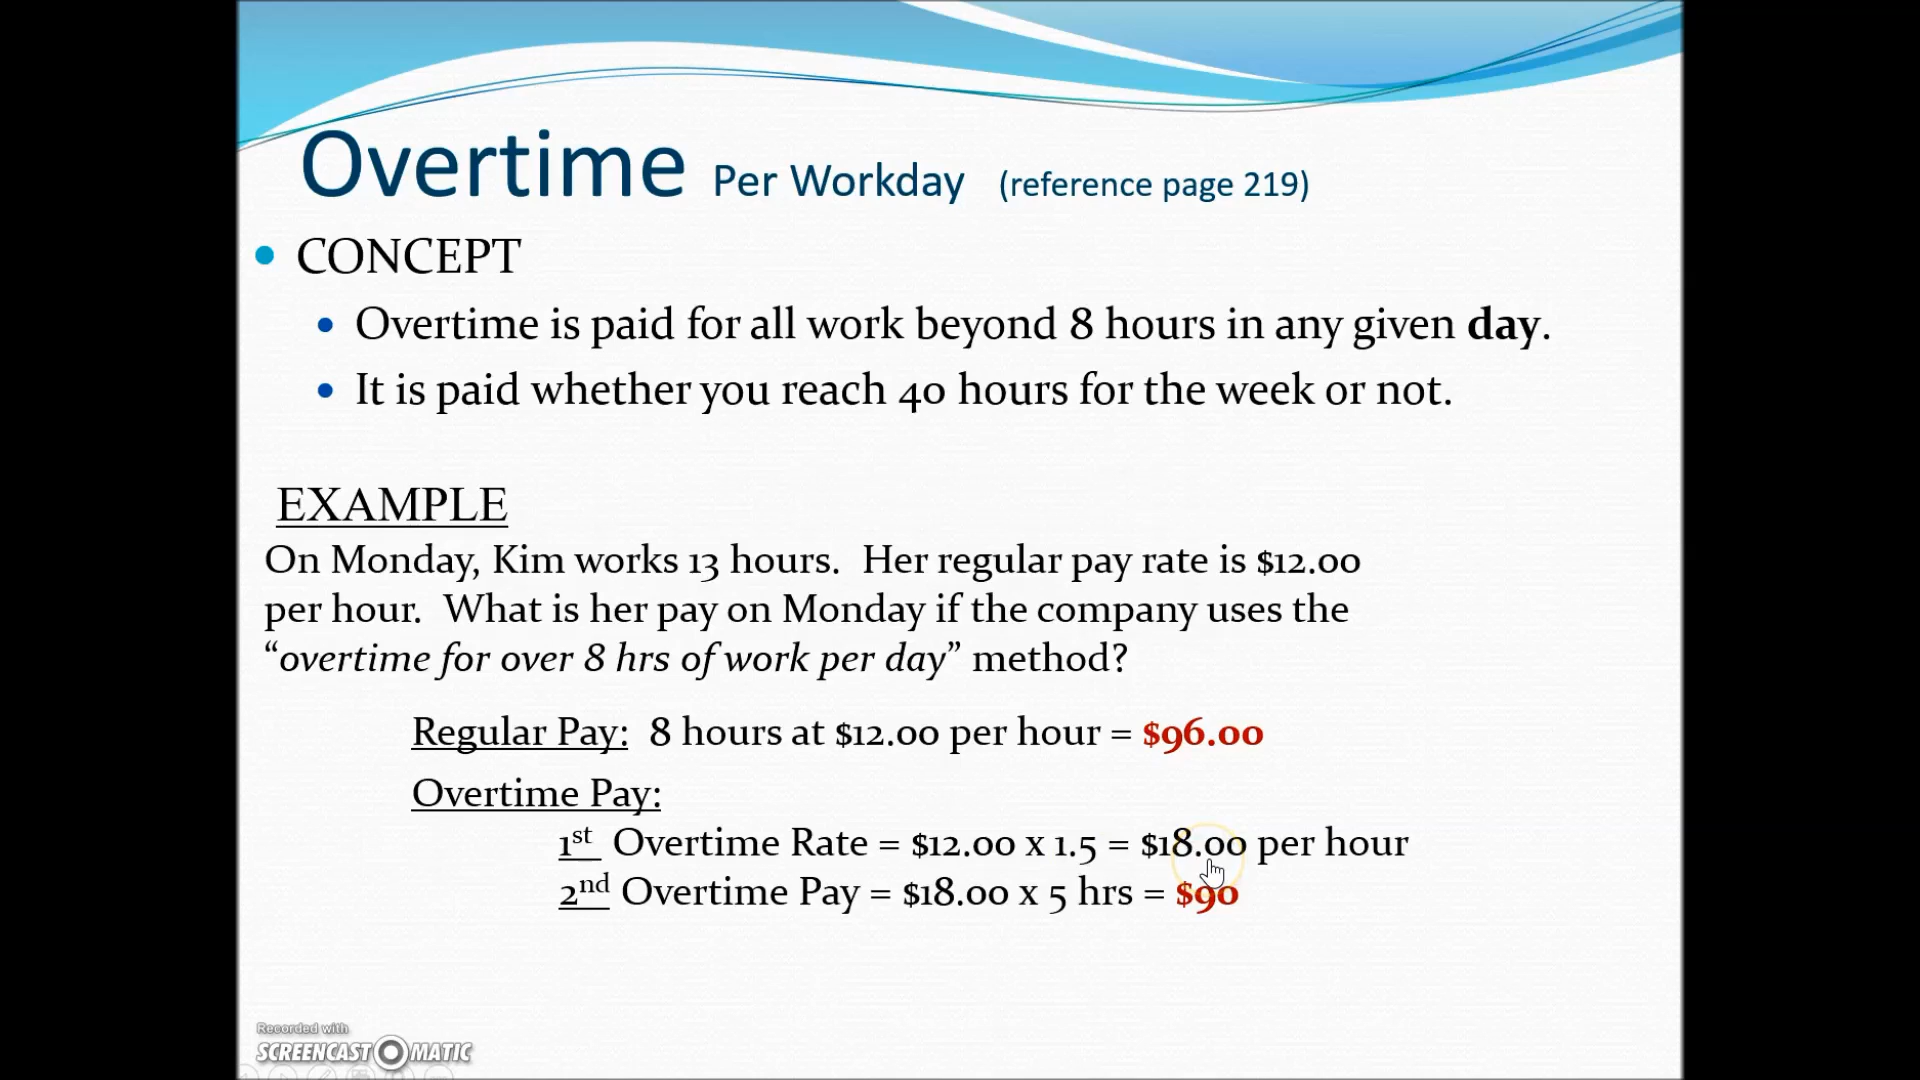 Overtime Per Workday (reference page 219)
• CONCEPT
• Overtime is paid for all work beyond 8 hours in any given day.
• It is paid whether you reach 40 hours for the week or not.
EXAMPLE
On Monday, Kim works 13 hours. Her regular pay rate is $12.00
per hour. What is her pay on Monday if the company uses the
“overtime for over 8 hrs of work per day” method?
Regular Pay: 8 hours at $12.00 per hour = $96.00
Overtime Pay:
1st Overtime Rate = $12.00 x 1.5 = $18.00 per hour
2nd Overtime Pay = $18.00 x 5 hrs = $90
Recorded with
SCREENCAST-O-MATIC